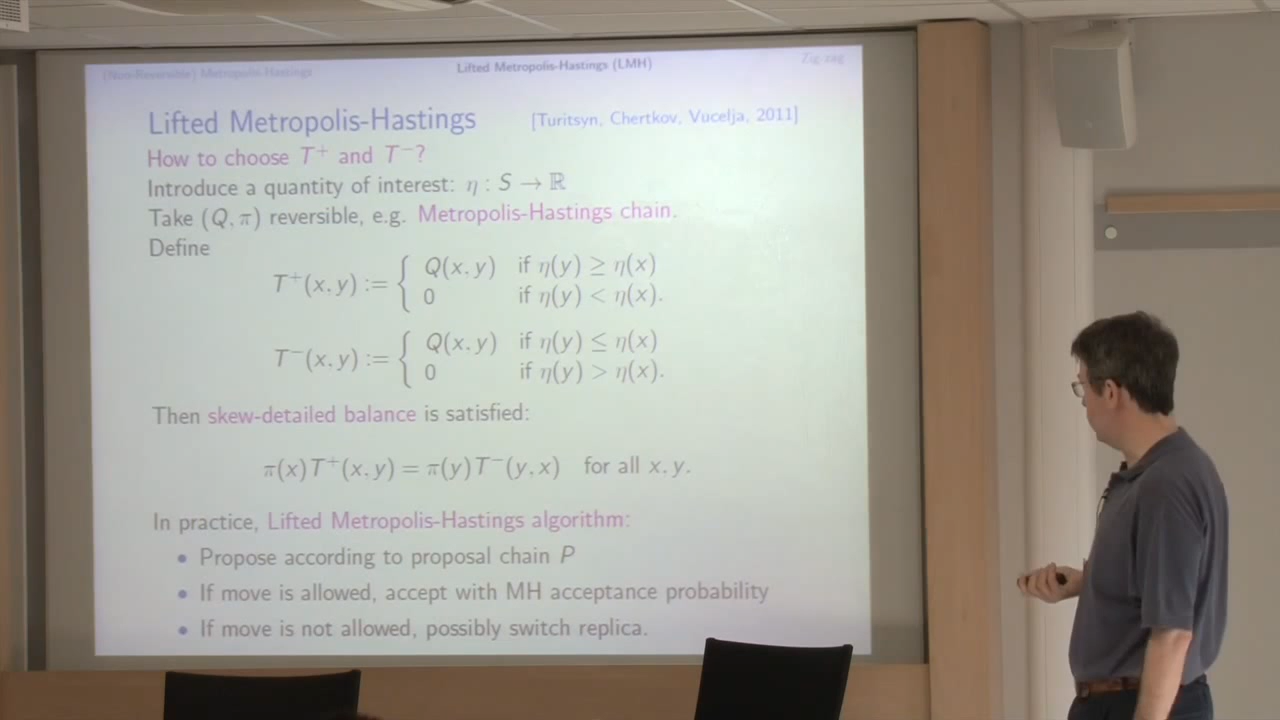 (Non-Reversible) Metropolis-Hastings Lifted Metropolis-Hastings (LMH) Zig-zag
Lifted Metropolis-Hastings [Turitsyn, Chertkov, Vucelja, 2011]
How to choose T⁺ and T⁻?
Introduce a quantity of interest: η : S → ℝ
Take (Q, π) reversible, e.g. Metropolis-Hastings chain.
Define
T⁺(x, y) := { Q(x, y) if η(y) ≥ η(x)
0 if η(y) < η(x).
T⁻(x, y) := { Q(x, y) if η(y) ≤ η(x)
0 if η(y) > η(x).
Then skew-detailed balance is satisfied:
π(x)T⁺(x, y) = π(y)T⁻(y, x) for all x, y.
In practice, Lifted Metropolis-Hastings algorithm:
• Propose according to proposal chain P
• If move is allowed, accept with MH acceptance probability
• If move is not allowed, possibly switch replica.